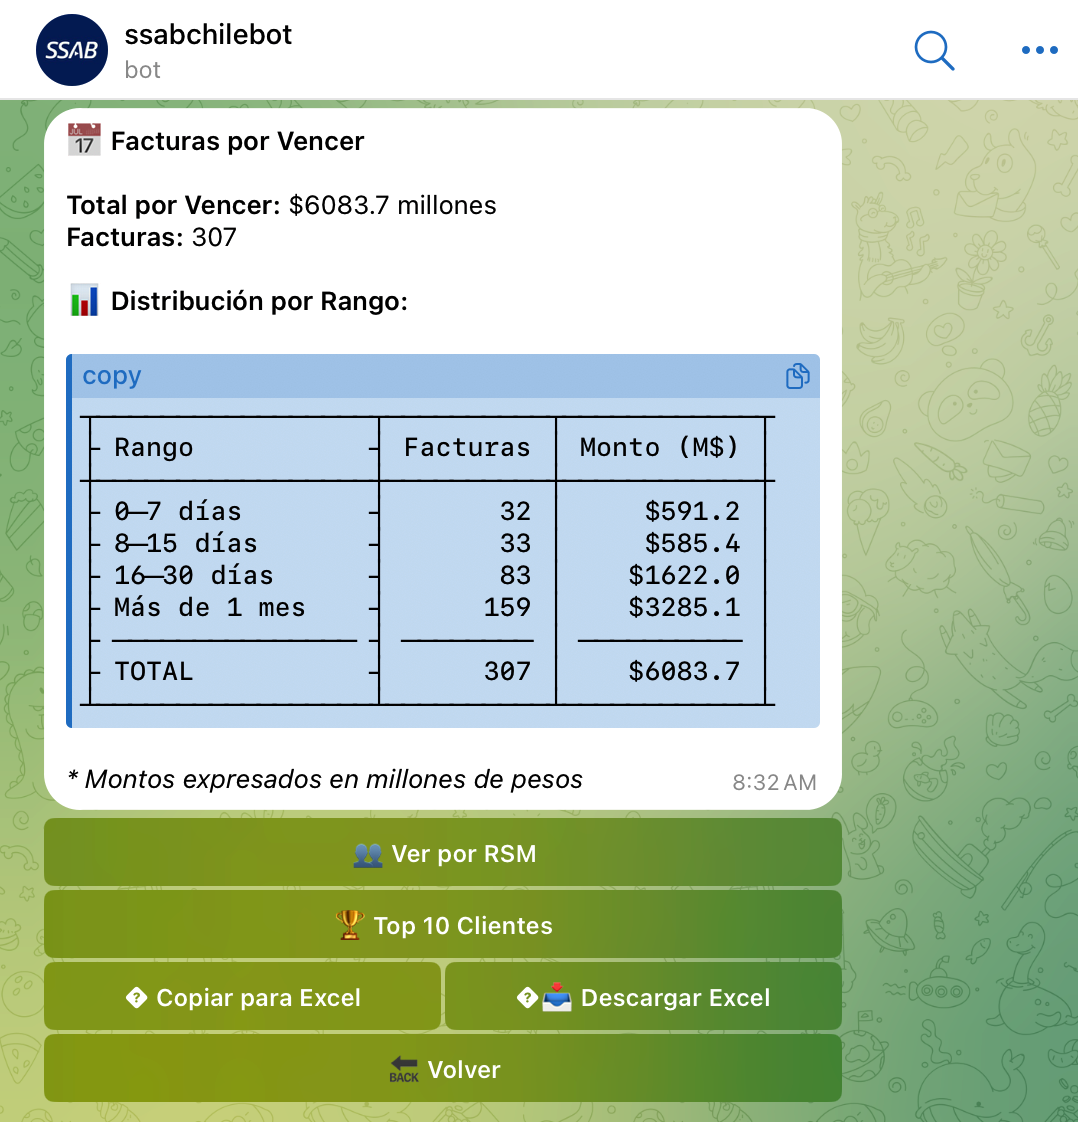 SSAB
ssabchilebot
bot
JUL 17 Facturas por Vencer
Total por Vencer: $6083.7 millones
Facturas: 307
Distribución por Rango:
copy
Rango Facturas Monto (M$)
0–7 días 32 $591.2
8–15 días 33 $585.4
16–30 días 83 $1622.0
Más de 1 mes 159 $3285.1
TOTAL 307 $6083.7
* Montos expresados en millones de pesos
8:32 AM
Ver por RSM
Top 10 Clientes
Copiar para Excel
Descargar Excel
BACK Volver